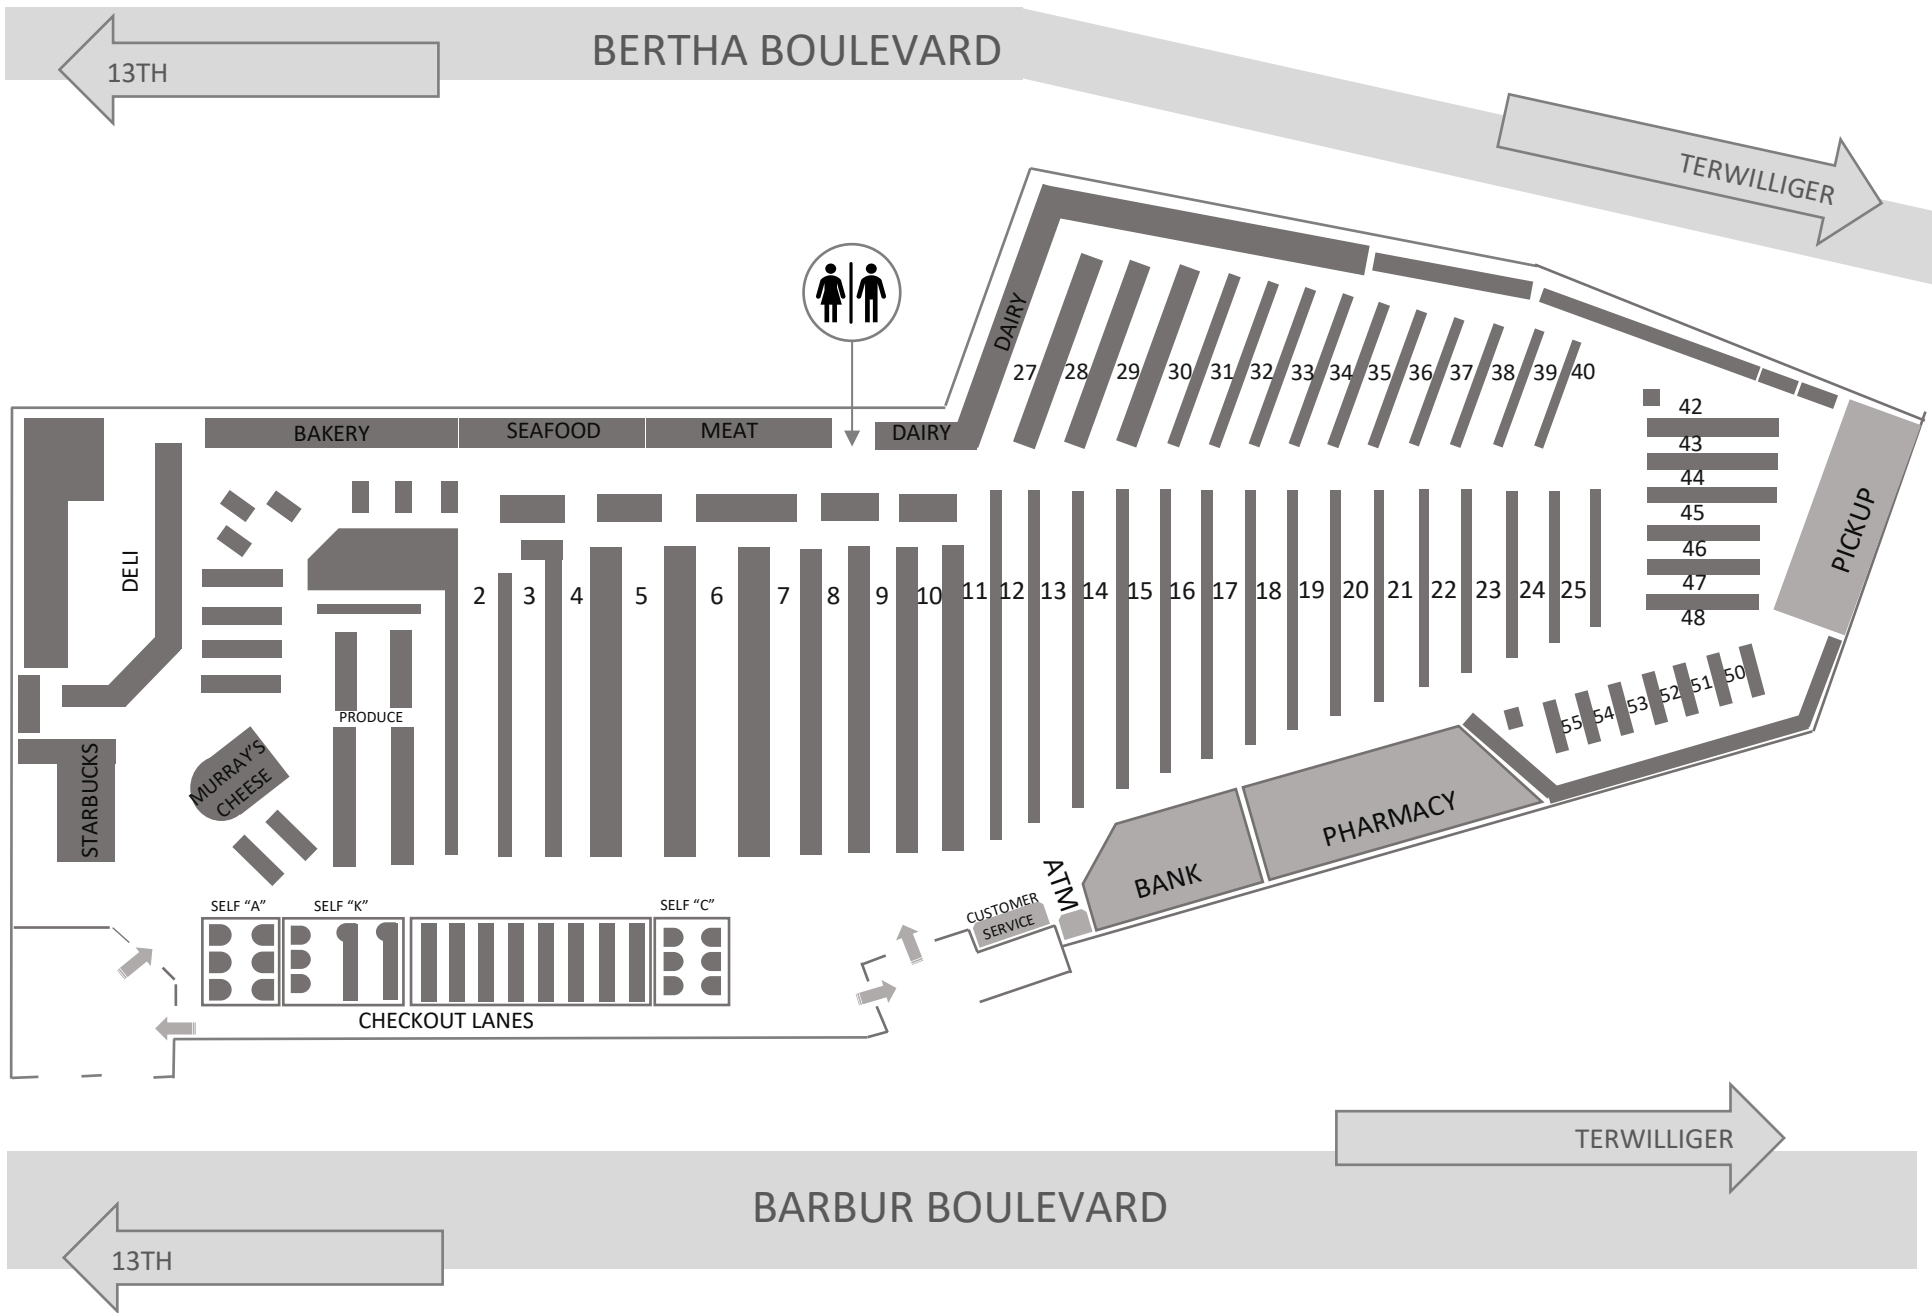 BERTHA BOULEVARD
13TH
TERWILLIGER
DAIRY
27
28
29
30
31
32
33
34
35
36
37
38
39
40
42
43
44
45
46
47
48
BAKERY
SEAFOOD
MEAT
DAIRY
DELI
2
3
4
5
6
7
8
9
10
11
12
13
14
15
16
17
18
19
20
21
22
23
24
25
PICKUP
50
51
52
53
54
55
PRODUCE
STARBUCKS
MURRAY'S
CHEESE
PHARMACY
BANK
ATM
CUSTOMER
SERVICE
SELF "A"
SELF "K"
SELF "C"
CHECKOUT LANES
TERWILLIGER
BARBUR BOULEVARD
13TH